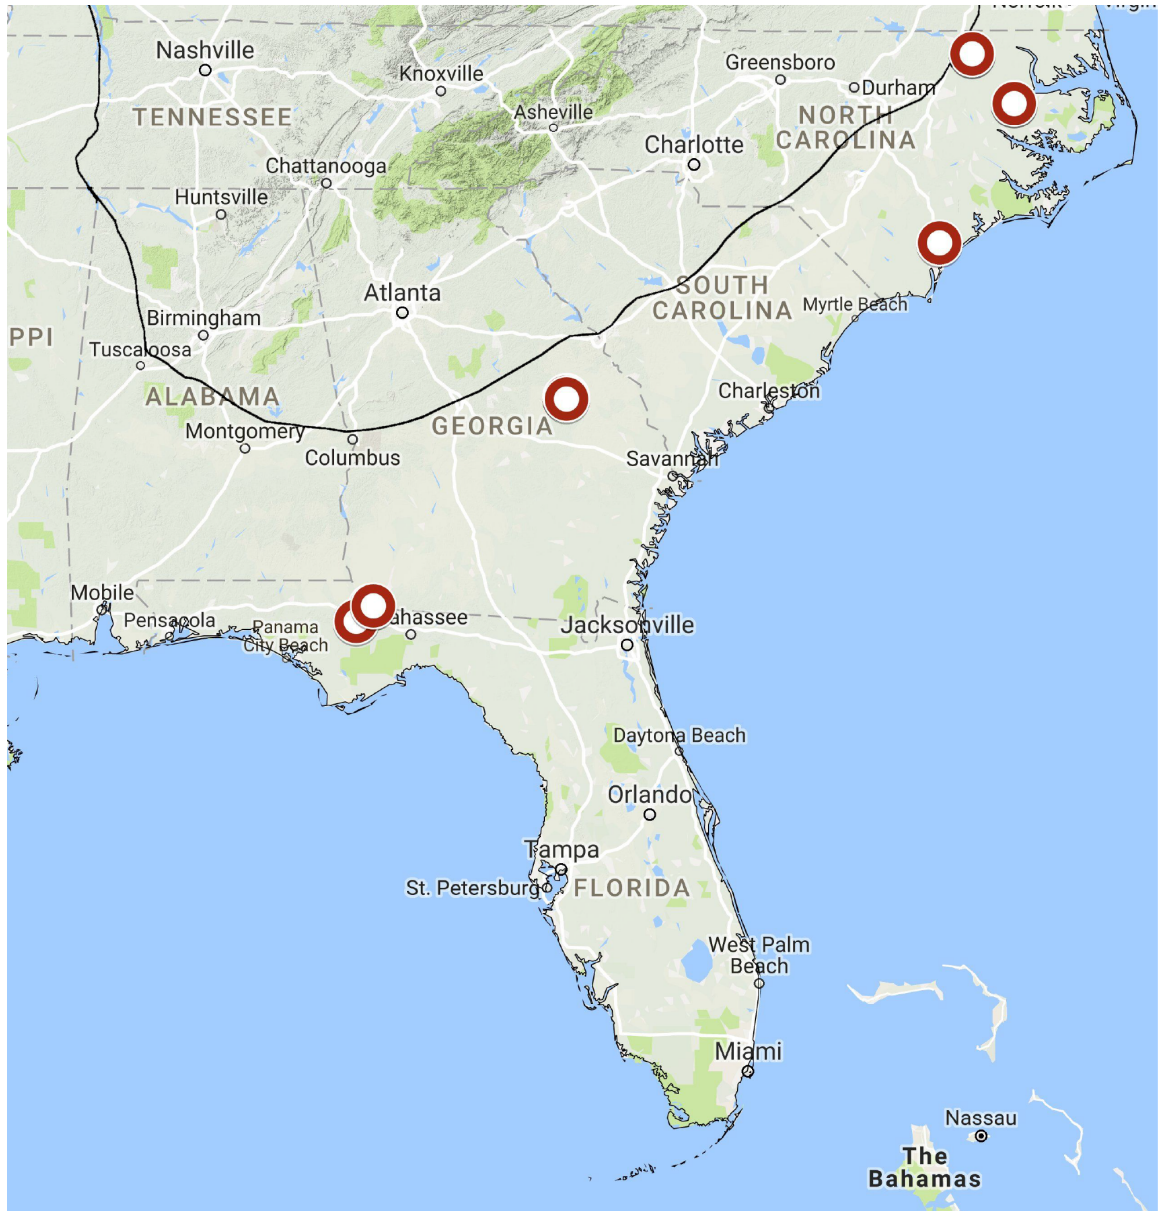 Nashville
Knoxville
Greensboro
Durham
TENNESSEE
Asheville
NORTH
CAROLINA
Charlotte
Chattanooga
Huntsville
Atlanta
SOUTH
CAROLINA
Myrtle Beach
Birmingham
PPI
Tuscaloosa
ALABAMA
Charleston
GEORGIA
Montgomery
Columbus
Savannah
Mobile
Pensacola
Panama
City Beach
ahassee
Jacksonville
Daytona Beach
Orlando
Tampa
St. Petersburg
FLORIDA
West Palm
Beach
Miami
Nassau
The
Bahamas